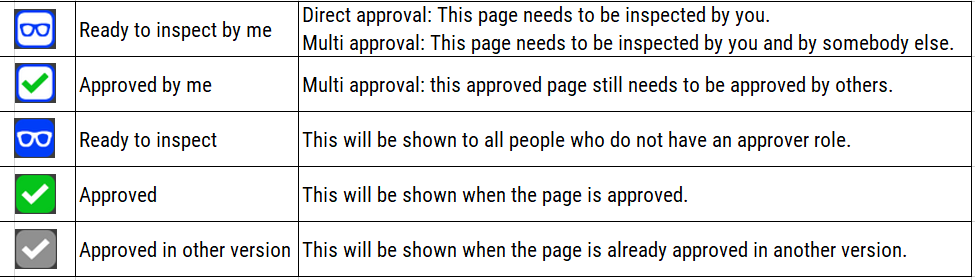 Ready to inspect by me
Direct approval: This page needs to be inspected by you.
Multi approval: This page needs to be inspected by you and by somebody else.
Approved by me
Multi approval: this approved page still needs to be approved by others.
Ready to inspect
This will be shown to all people who do not have an approver role.
Approved
This will be shown when the page is approved.
Approved in other version
This will be shown when the page is already approved in another version.